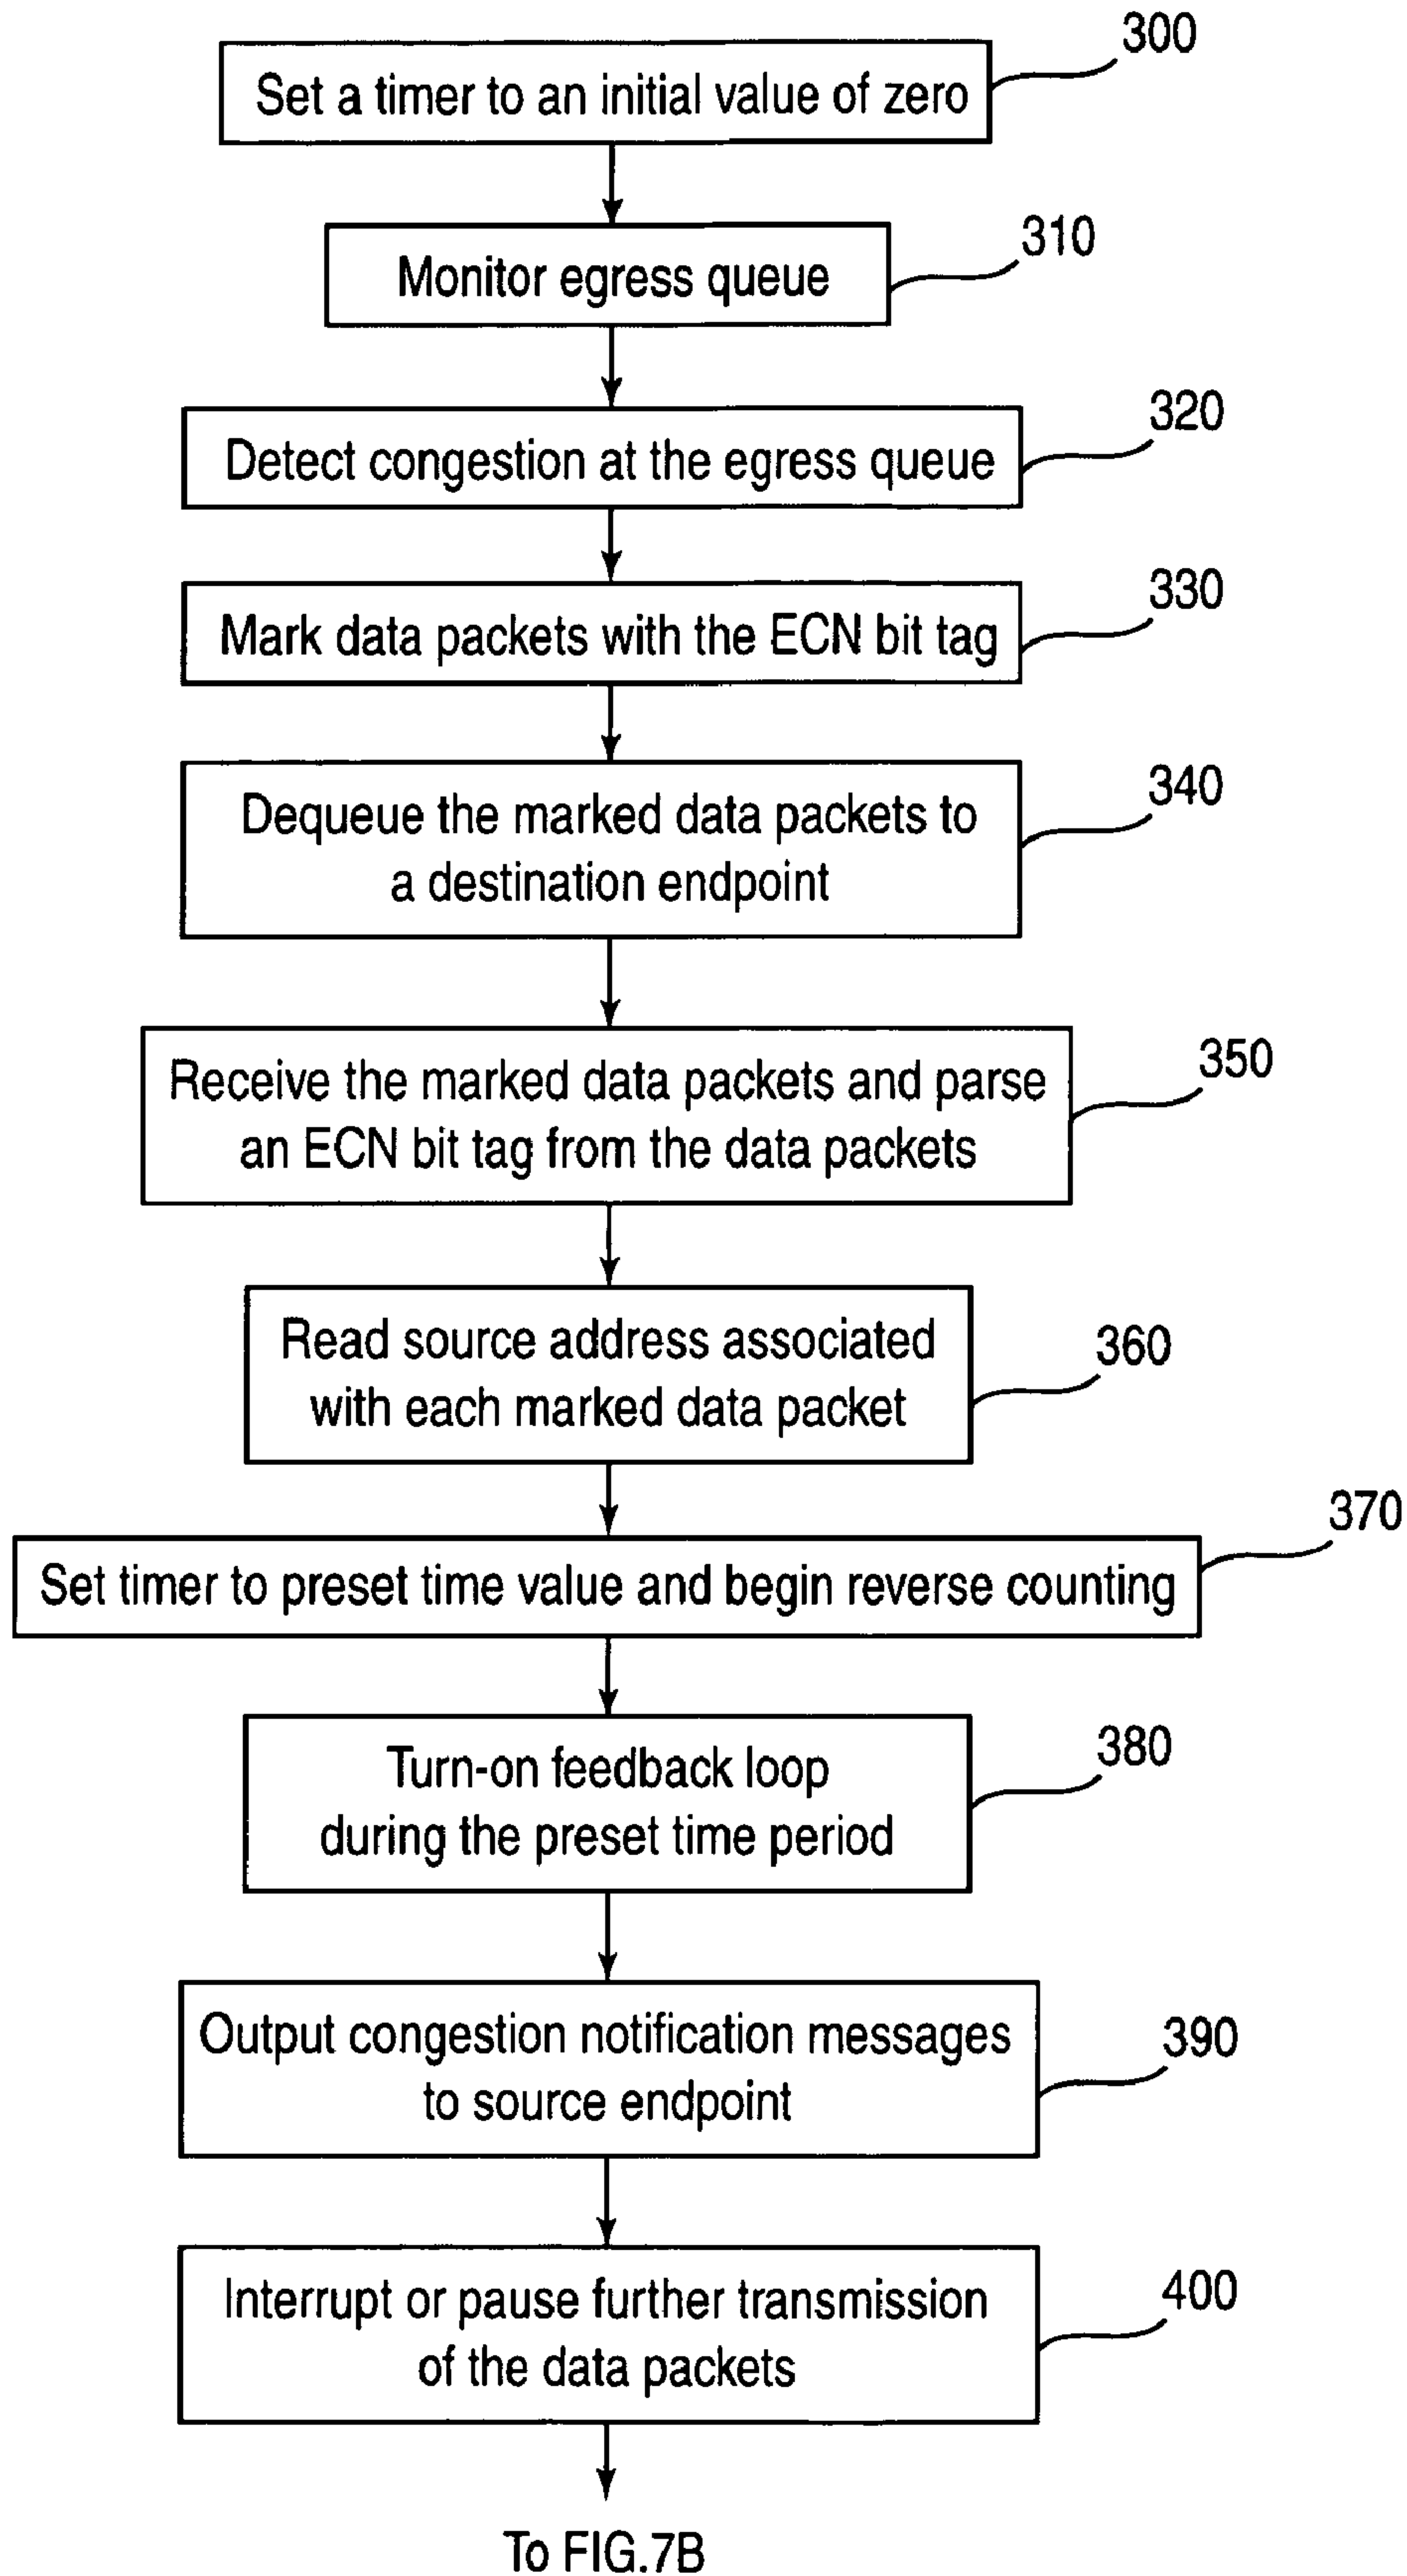 300
Set a timer to an initial value of zero
310
Monitor egress queue
320
Detect congestion at the egress queue
330
Mark data packets with the ECN bit tag
340
Dequeue the marked data packets to
a destination endpoint
350
Receive the marked data packets and parse
an ECN bit tag from the data packets
360
Read source address associated
with each marked data packet
370
Set timer to preset time value and begin reverse counting
380
Turn-on feedback loop
during the preset time period
390
Output congestion notification messages
to source endpoint
400
Interrupt or pause further transmission
of the data packets
To FIG.7B